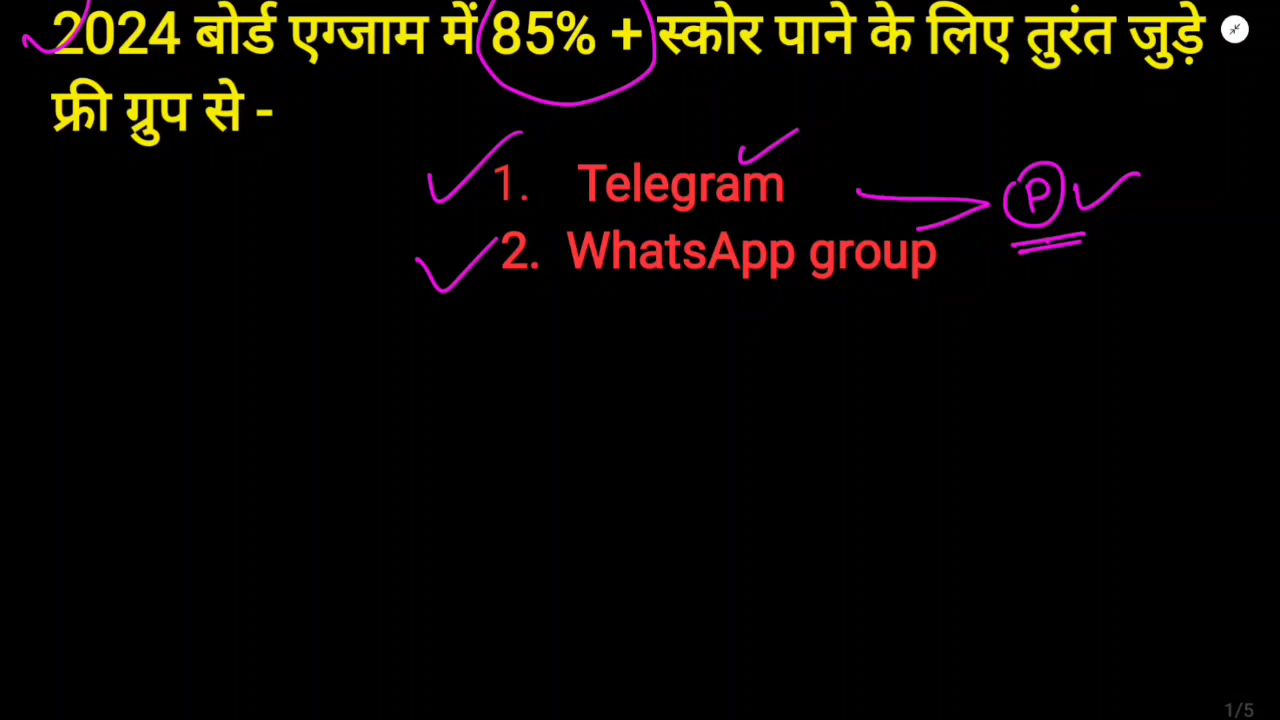 2024 बोर्ड एग्जाम में 85% + स्कोर पाने के लिए तुरंत जुड़े
फ्री ग्रुप से -
1. Telegram
P
2. WhatsApp group
1/5